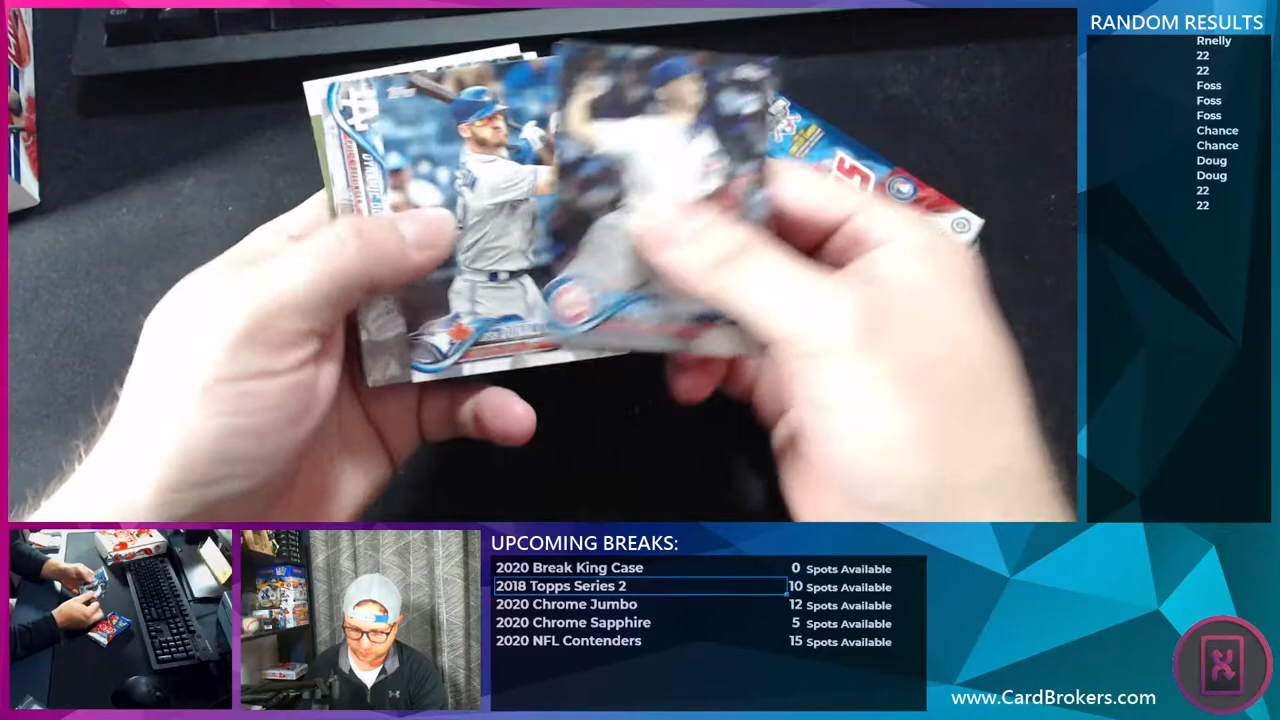 RANDOM RESULTS
Rnelly
22
22
Foss
Foss
Foss
Chance
Chance
Doug
Doug
22
22
topps
UPCOMING BREAKS:
2020 Break King Case 0 Spots Available
2018 Topps Series 2 10 Spots Available
2020 Chrome Jumbo 12 Spots Available
2020 Chrome Sapphire 5 Spots Available
2020 NFL Contenders 15 Spots Available
www.CardBrokers.com